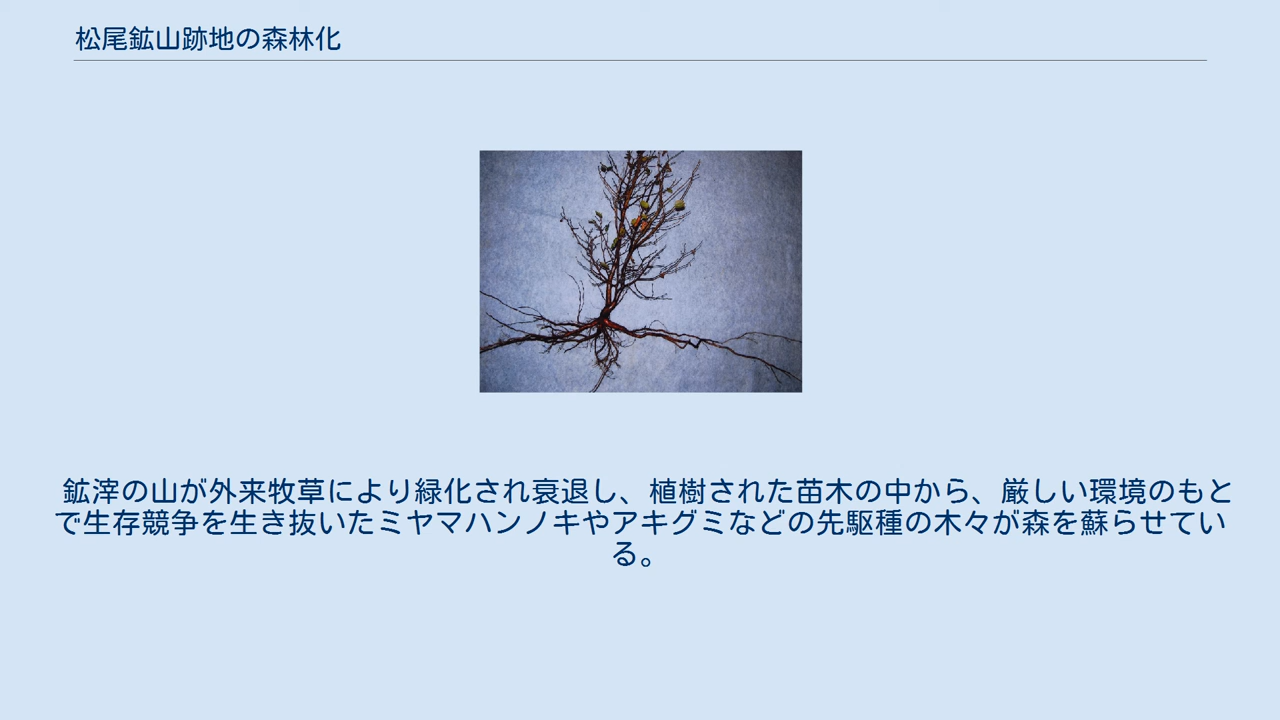 松尾鉱山跡地の森林化
鉱滓の山が外来牧草により緑化され衰退し、植樹された苗木の中から、厳しい環境のもと
で生存競争を生き抜いたミヤマハンノキやアキグミなどの先駆種の木々が森を蘇らせてい
る。